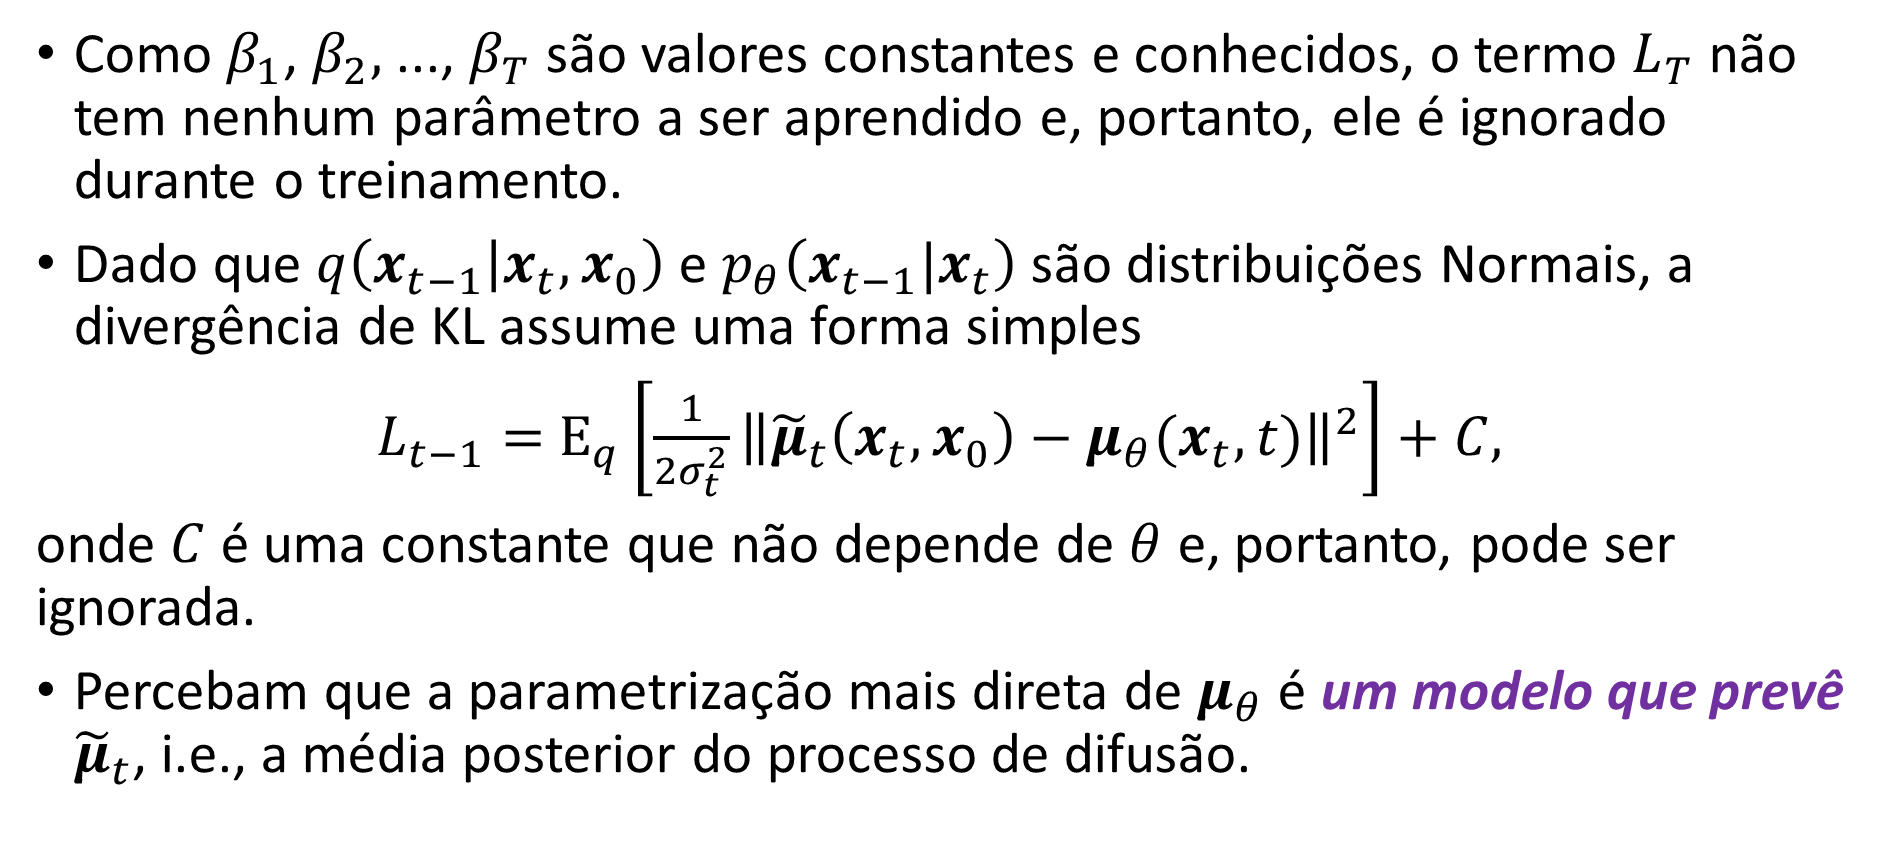 • Como 𝛽₁, 𝛽₂, ..., 𝛽_T são valores constantes e conhecidos, o termo 𝐿_T não
tem nenhum parâmetro a ser aprendido e, portanto, ele é ignorado
durante o treinamento.
• Dado que 𝑞(𝒙_{t−1}|𝒙_t, 𝒙_0) e 𝑝_θ(𝒙_{t−1}|𝒙_t) são distribuições Normais, a
divergência de KL assume uma forma simples
𝐿_{t−1} = E_q [ 1/(2σ_t²) ‖𝝁̃_t(𝒙_t, 𝒙_0) − 𝝁_θ(𝒙_t, t)‖² ] + 𝐶,
onde 𝐶 é uma constante que não depende de 𝜃 e, portanto, pode ser
ignorada.
• Percebam que a parametrização mais direta de 𝝁_θ é um modelo que prevê
𝝁̃_t, i.e., a média posterior do processo de difusão.